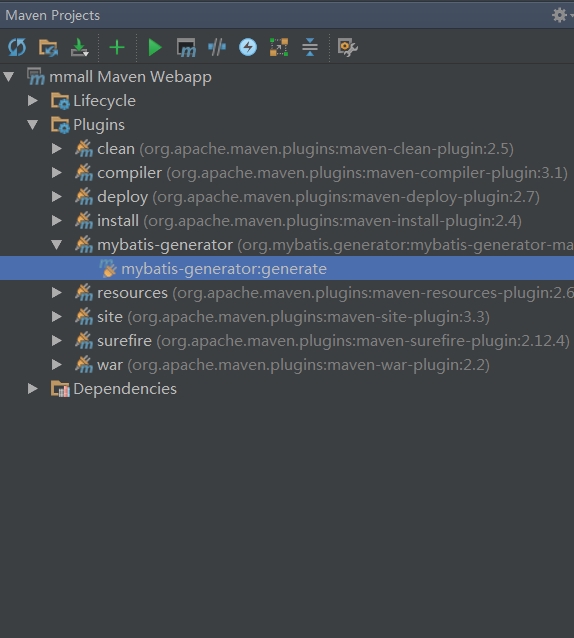 Maven Projects
mmall Maven Webapp
Lifecycle
Plugins
clean (org.apache.maven.plugins:maven-clean-plugin:2.5)
compiler (org.apache.maven.plugins:maven-compiler-plugin:3.1)
deploy (org.apache.maven.plugins:maven-deploy-plugin:2.7)
install (org.apache.maven.plugins:maven-install-plugin:2.4)
mybatis-generator (org.mybatis.generator:mybatis-generator-ma
mybatis-generator:generate
resources (org.apache.maven.plugins:maven-resources-plugin:2.6
site (org.apache.maven.plugins:maven-site-plugin:3.3)
surefire (org.apache.maven.plugins:maven-surefire-plugin:2.12.4)
war (org.apache.maven.plugins:maven-war-plugin:2.2)
Dependencies